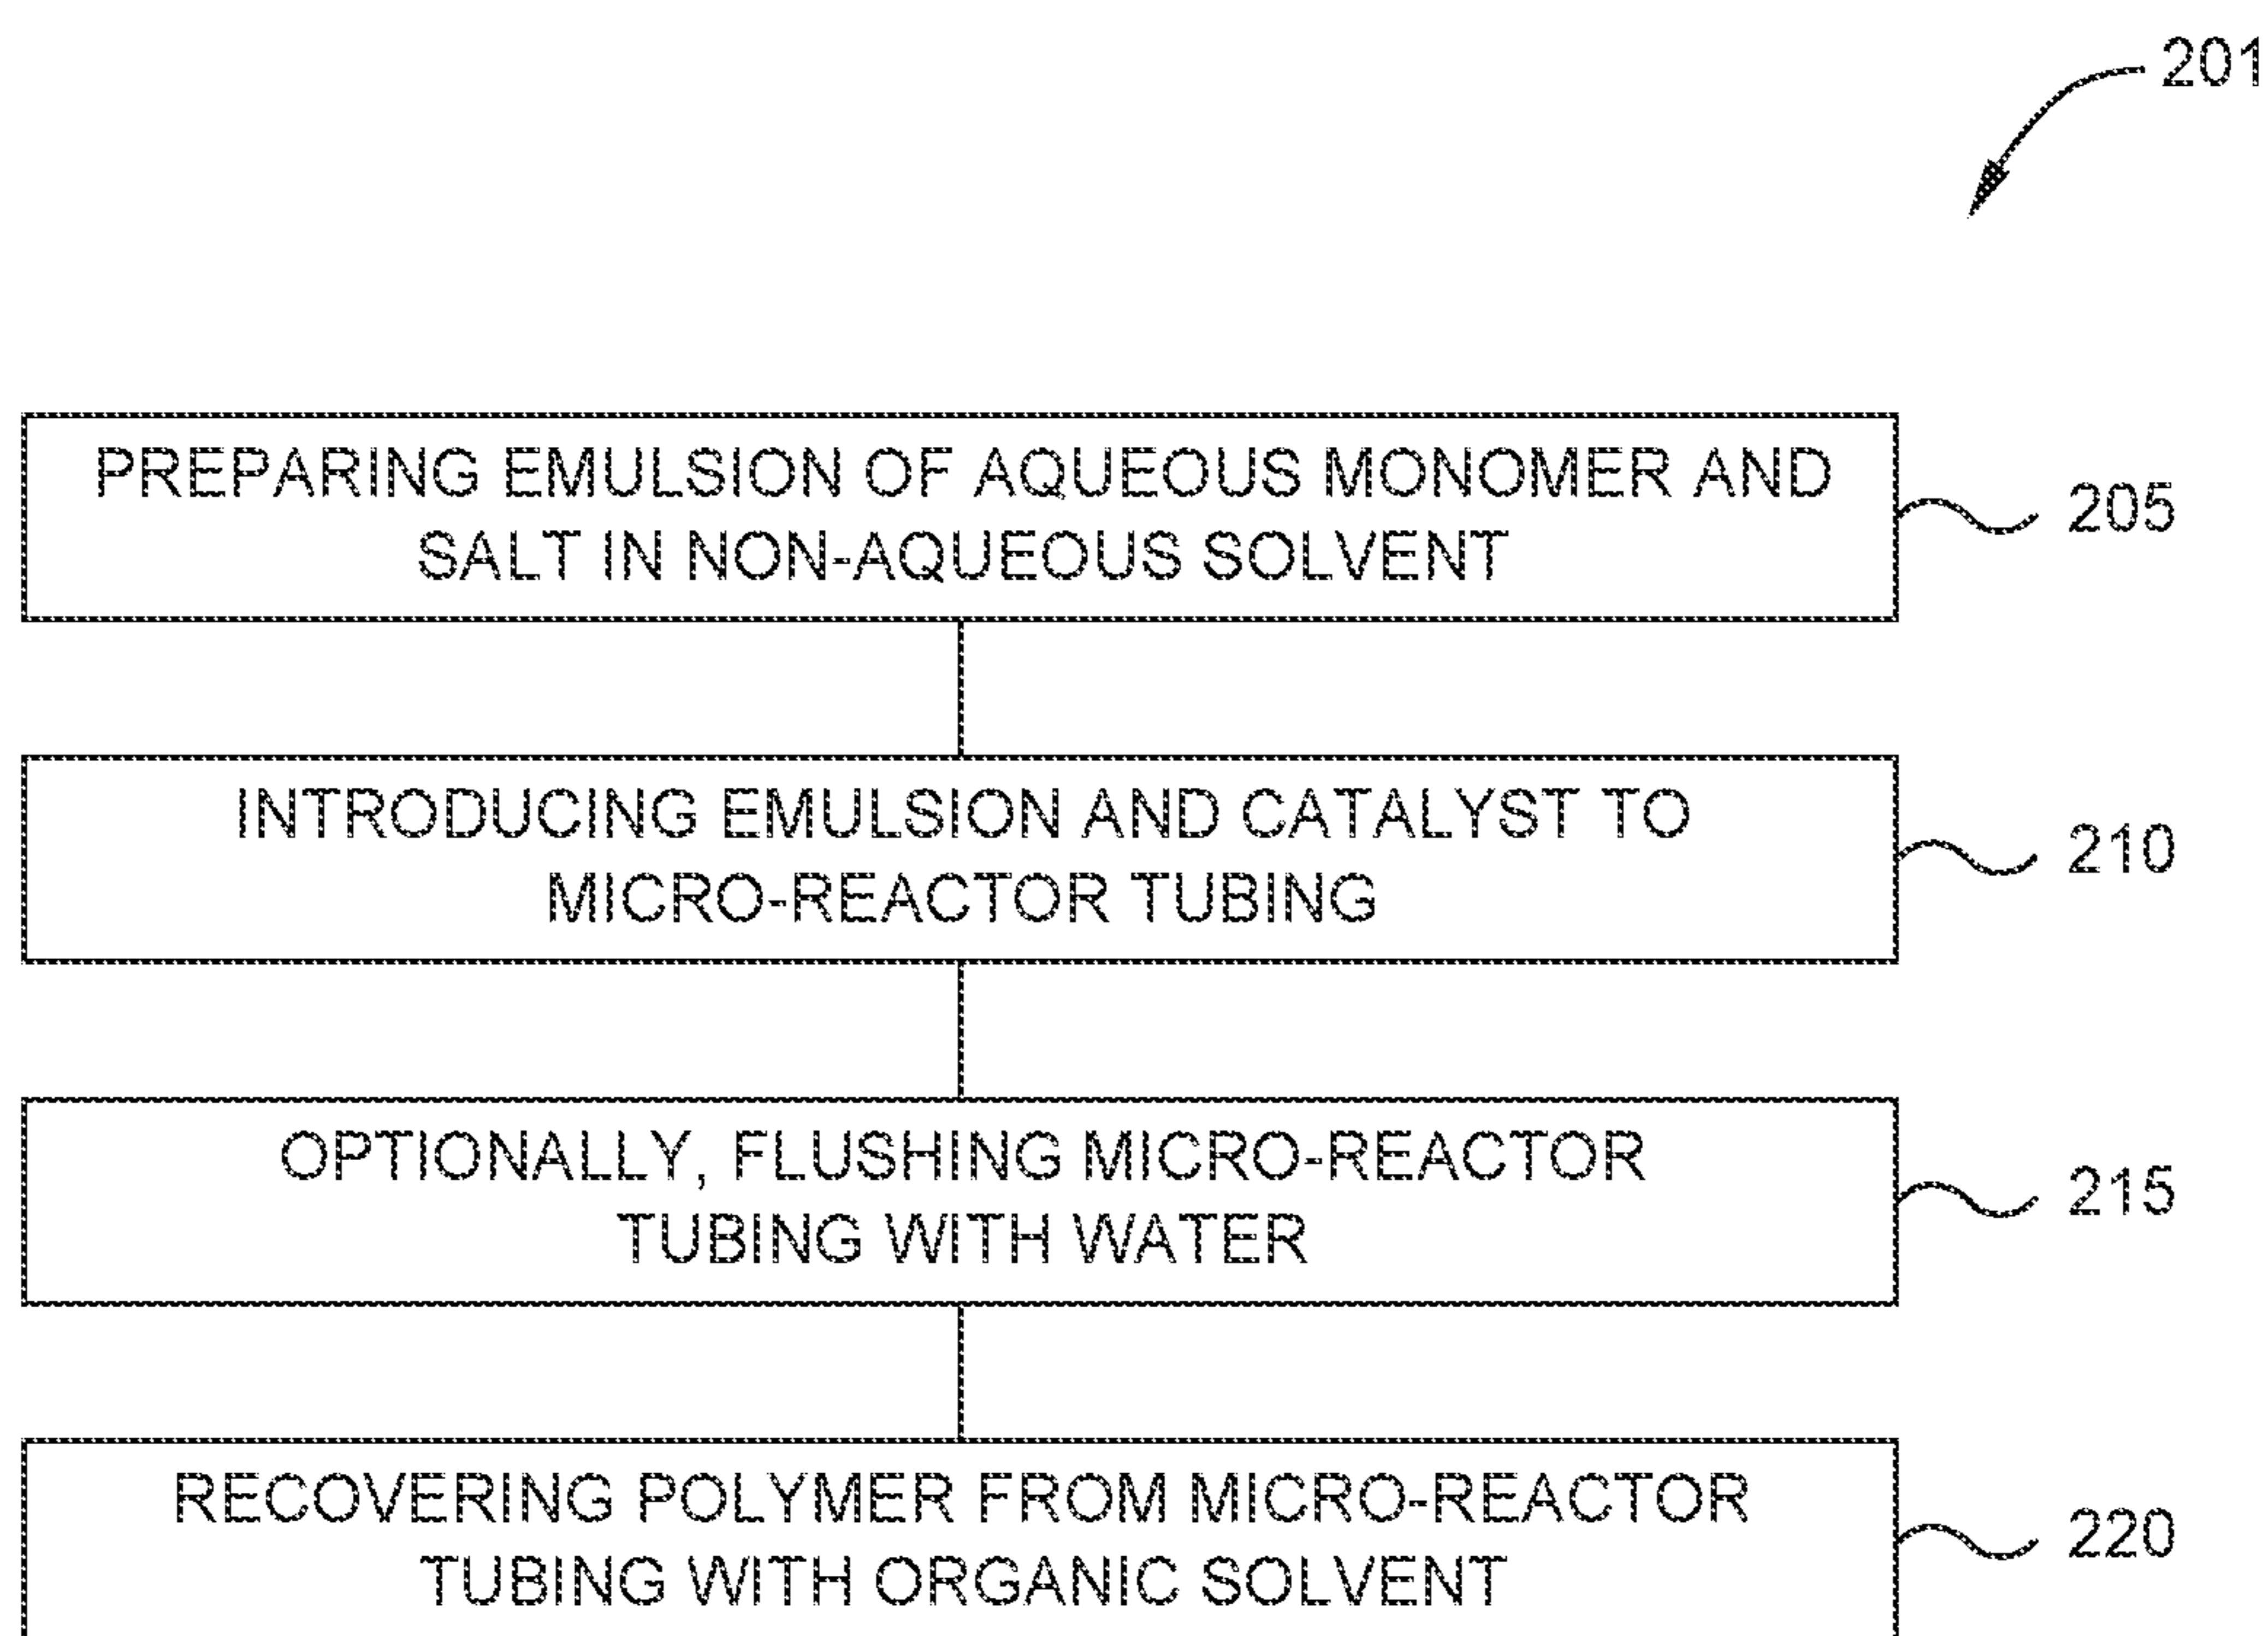 201
PREPARING EMULSION OF AQUEOUS MONOMER AND
SALT IN NON-AQUEOUS SOLVENT
205
INTRODUCING EMULSION AND CATALYST TO
MICRO-REACTOR TUBING
210
OPTIONALLY, FLUSHING MICRO-REACTOR
TUBING WITH WATER
215
RECOVERING POLYMER FROM MICRO-REACTOR
TUBING WITH ORGANIC SOLVENT
220